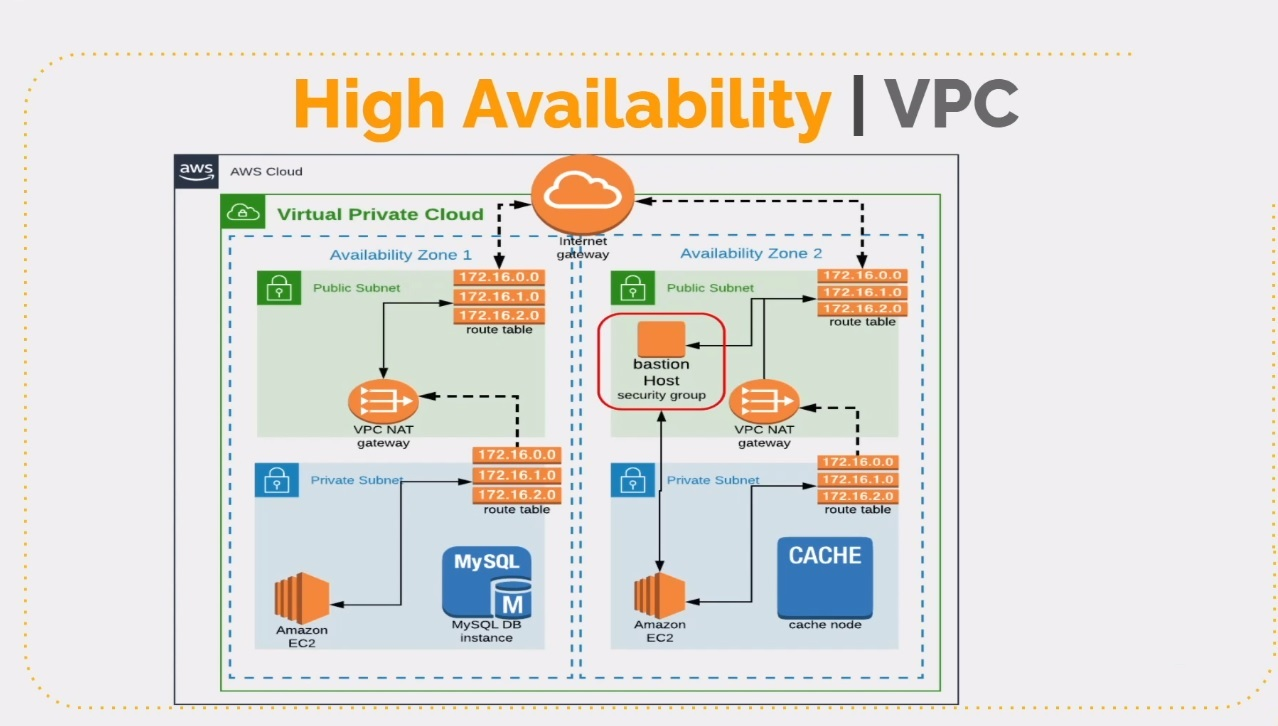 High Availability | VPC
aws
AWS Cloud
Virtual Private Cloud
Internet
gateway
Availability Zone 1
Public Subnet
172.16.0.0
172.16.1.0
172.16.2.0
route table
VPC NAT
gateway
Private Subnet
172.16.0.0
172.16.1.0
172.16.2.0
route table
Amazon
EC2
MySQL
M
MySQL DB
instance
Availability Zone 2
Public Subnet
172.16.0.0
172.16.1.0
172.16.2.0
route table
bastion
Host
security group
VPC NAT
gateway
Private Subnet
172.16.0.0
172.16.1.0
172.16.2.0
route table
Amazon
EC2
CACHE
cache node